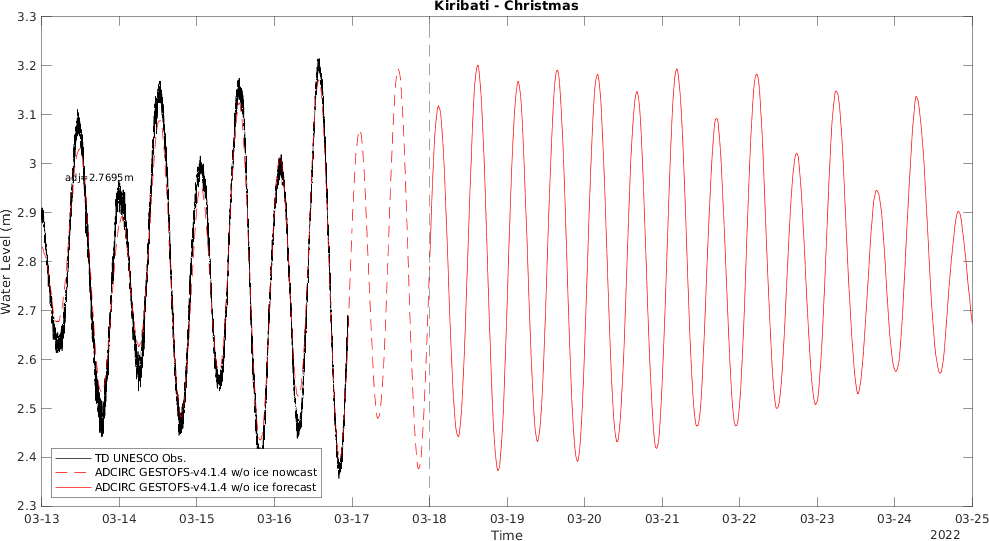 Kiribati - Christmas
3.3
3.2
3.1
3
2.9
2.8
2.7
2.6
2.5
2.4
2.3
Water Level (m)
adj=2.7695m
TD UNESCO Obs.
ADCIRC GESTOFS-v4.1.4 w/o ice nowcast
ADCIRC GESTOFS-v4.1.4 w/o ice forecast
03-13 03-14 03-15 03-16 03-17 03-18 03-19 03-20 03-21 03-22 03-23 03-24 03-25
Time
2022